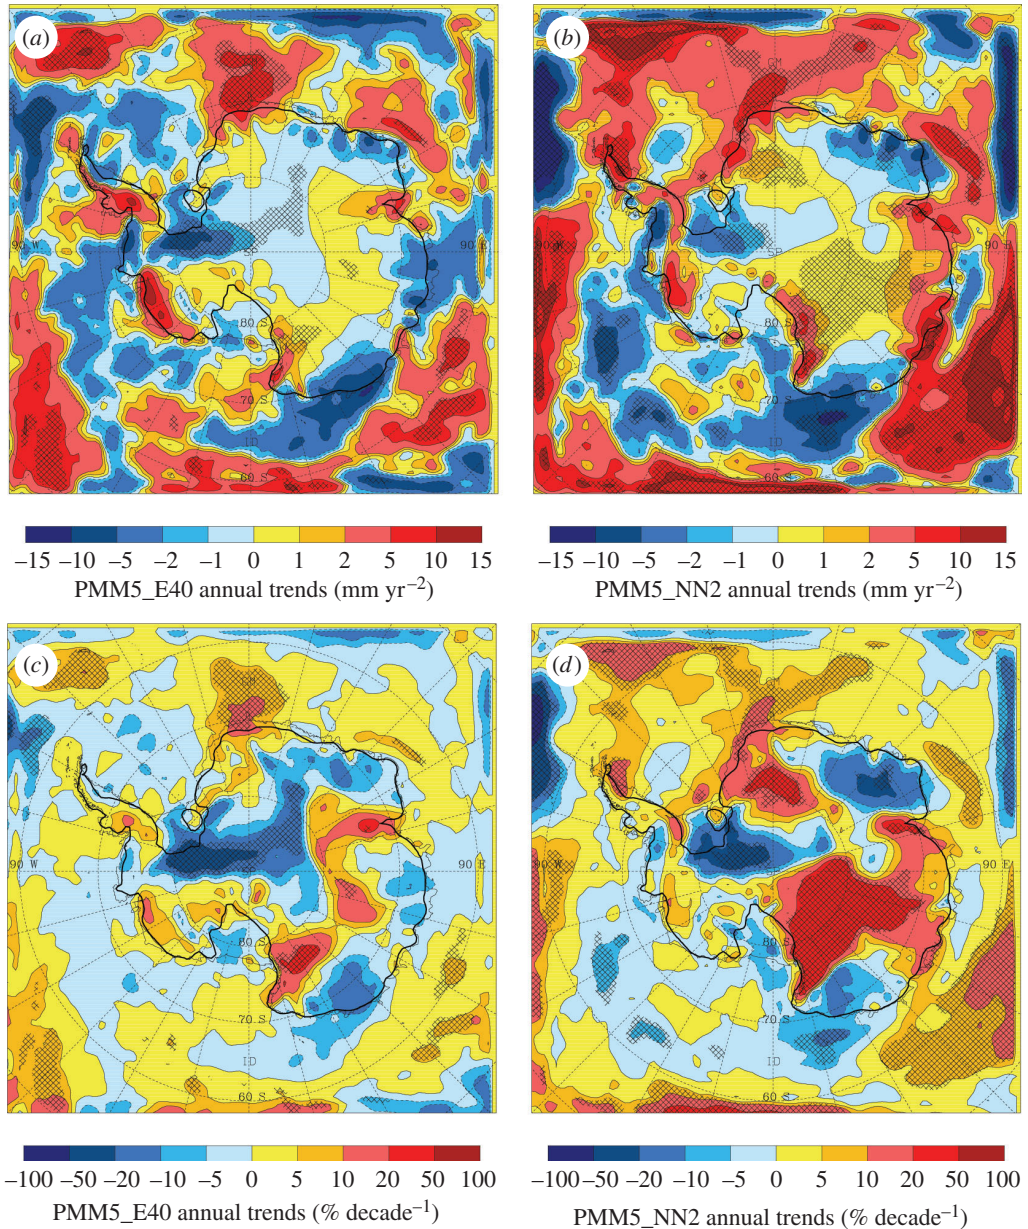 (a)
(b)
GM
GM
90 W
90 E
90 W
90 E
SP
SP
80 S
80 S
70 S
70 S
ID
ID
60 S
60 S
–15 –10 –5 –2 –1 0 1 2 5 10 15
PMM5_E40 annual trends (mm yr⁻²)
–15 –10 –5 –2 –1 0 1 2 5 10 15
PMM5_NN2 annual trends (mm yr⁻²)
(c)
(d)
GM
GM
90 W
90 E
90 W
90 E
80 S
80 S
70 S
70 S
ID
ID
60 S
60 S
–100 –50 –20 –10 –5 0 5 10 20 50 100
PMM5_E40 annual trends (% decade⁻¹)
–100 –50 –20 –10 –5 0 5 10 20 50 100
PMM5_NN2 annual trends (% decade⁻¹)